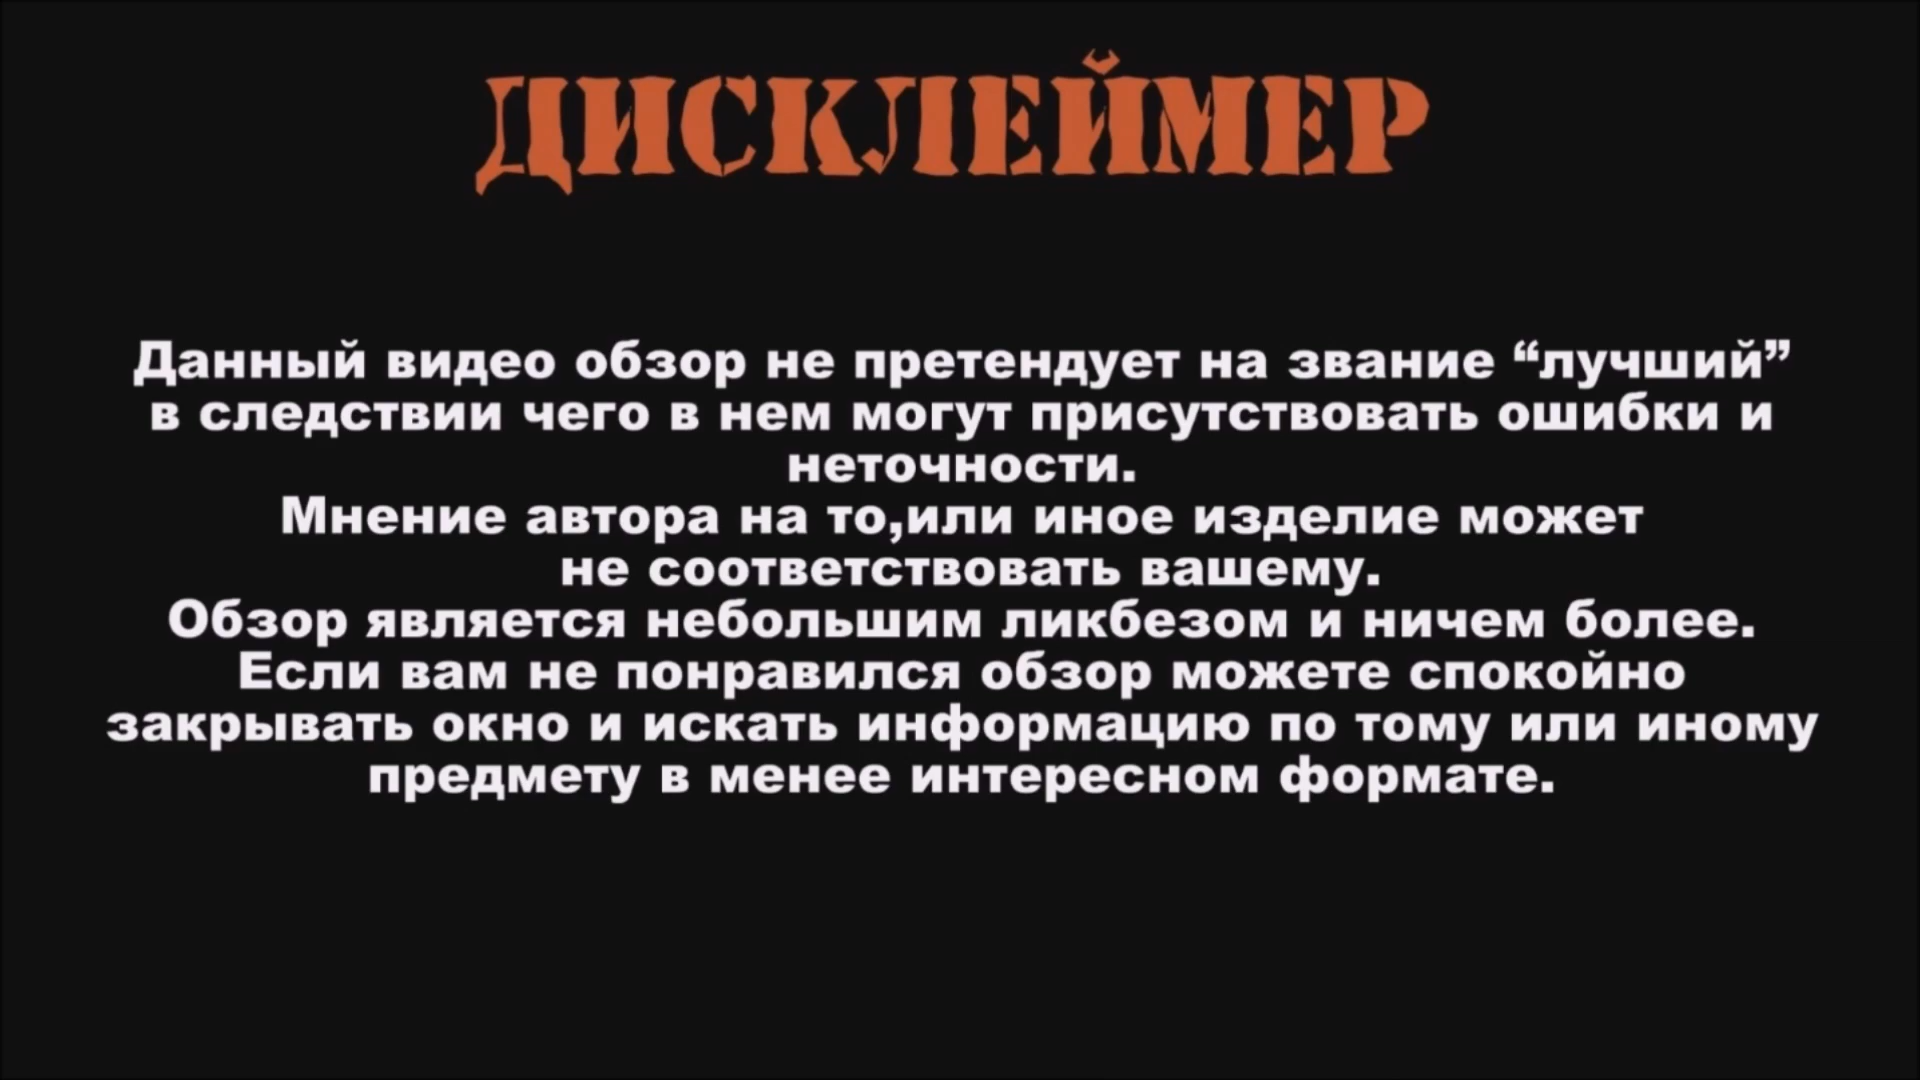 ДИСКЛЕЙМЕР
Данный видео обзор не претендует на звание “лучший”
в следствии чего в нем могут присутствовать ошибки и
неточности.
Мнение автора на то,или иное изделие может
не соответствовать вашему.
Обзор является небольшим ликбезом и ничем более.
Если вам не понравился обзор можете спокойно
закрывать окно и искать информацию по тому или иному
предмету в менее интересном формате.